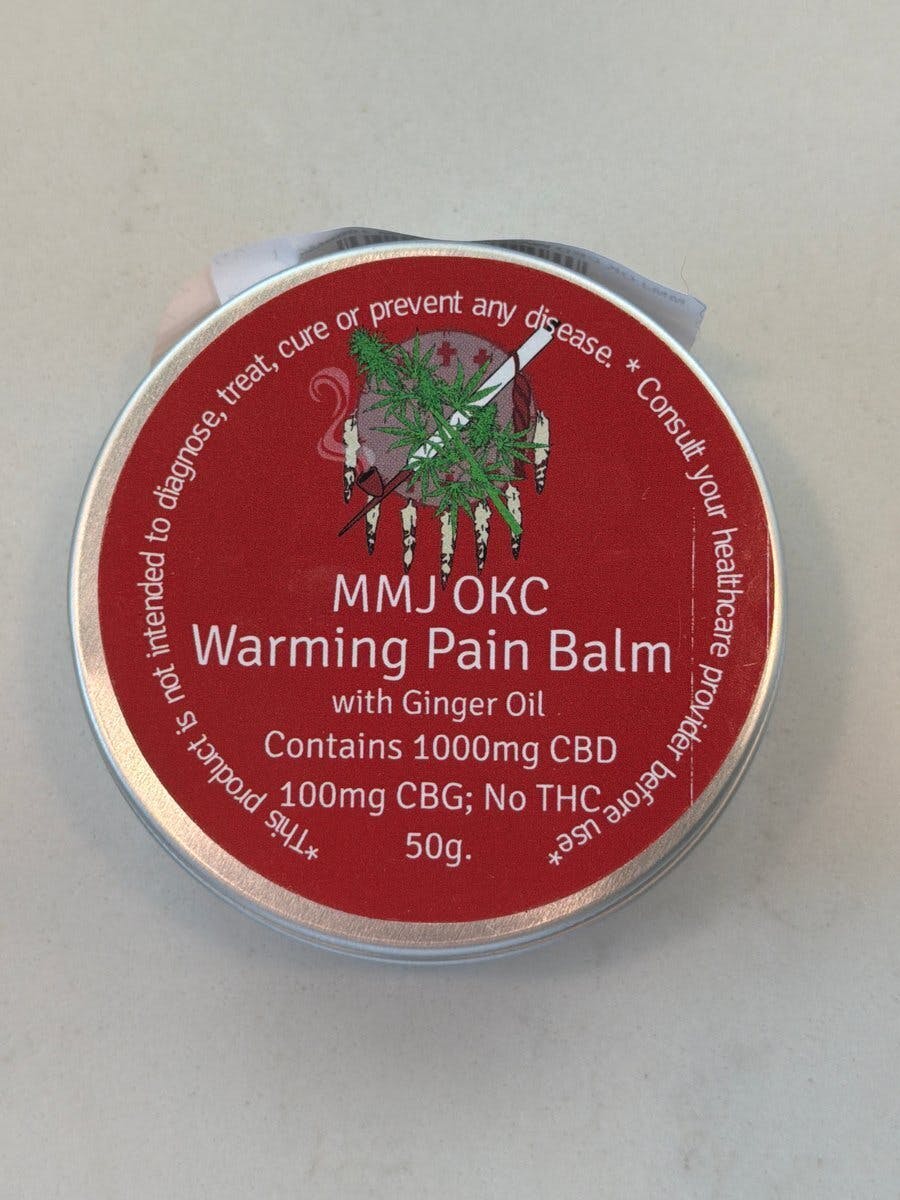 *This product is not intended to diagnose, treat, cure or prevent any disease. * Consult your healthcare provider before use*
MMJ OKC
Warming Pain Balm
with Ginger Oil
Contains 1000mg CBD
100mg CBG; No THC
50g.